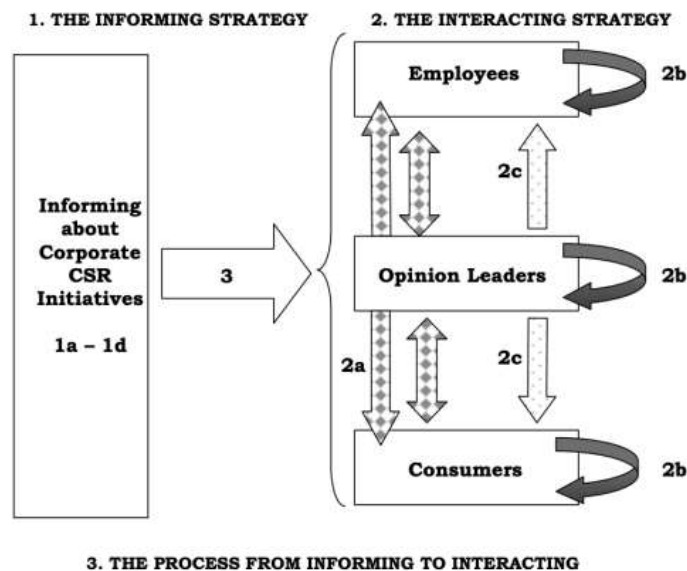 1. THE INFORMING STRATEGY
2. THE INTERACTING STRATEGY
Informing
about
Corporate
CSR
Initiatives
1a – 1d
3
Employees
2b
2c
Opinion Leaders
2b
2a
2c
Consumers
2b
3. THE PROCESS FROM INFORMING TO INTERACTING